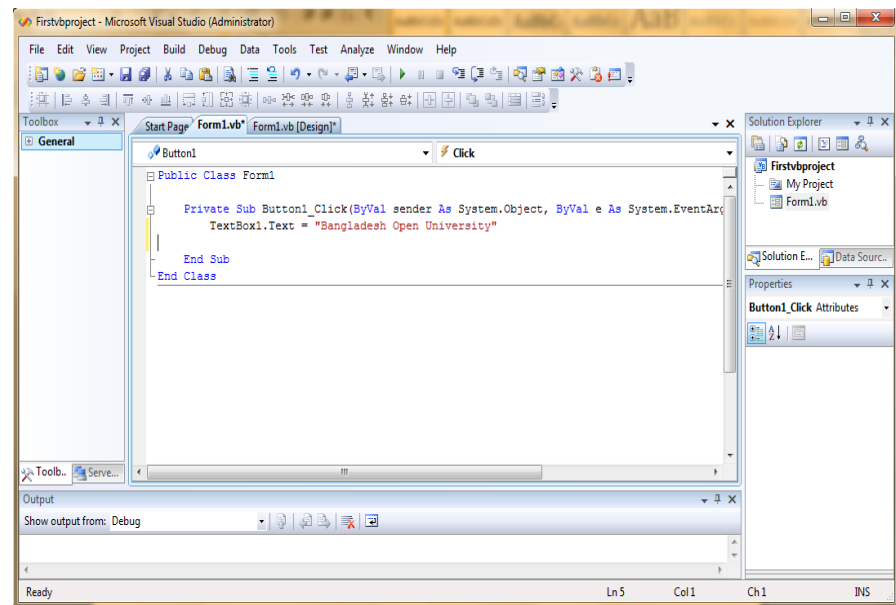 Firstvbproject - Microsoft Visual Studio (Administrator)
File Edit View Project Build Debug Data Tools Test Analyze Window Help
Toolbox
General
Start Page Form1.vb* Form1.vb [Design]*
Button1 Click
Public Class Form1
Private Sub Button1_Click(ByVal sender As System.Object, ByVal e As System.EventArg
TextBox1.Text = "Bangladesh Open University"
End Sub
End Class
Solution Explorer
Firstvbproject
My Project
Form1.vb
Solution E... Data Sourc..
Properties
Button1_Click Attributes
Toolb.. Serve...
Output
Show output from: Debug
Ready Ln 5 Col 1 Ch 1 INS